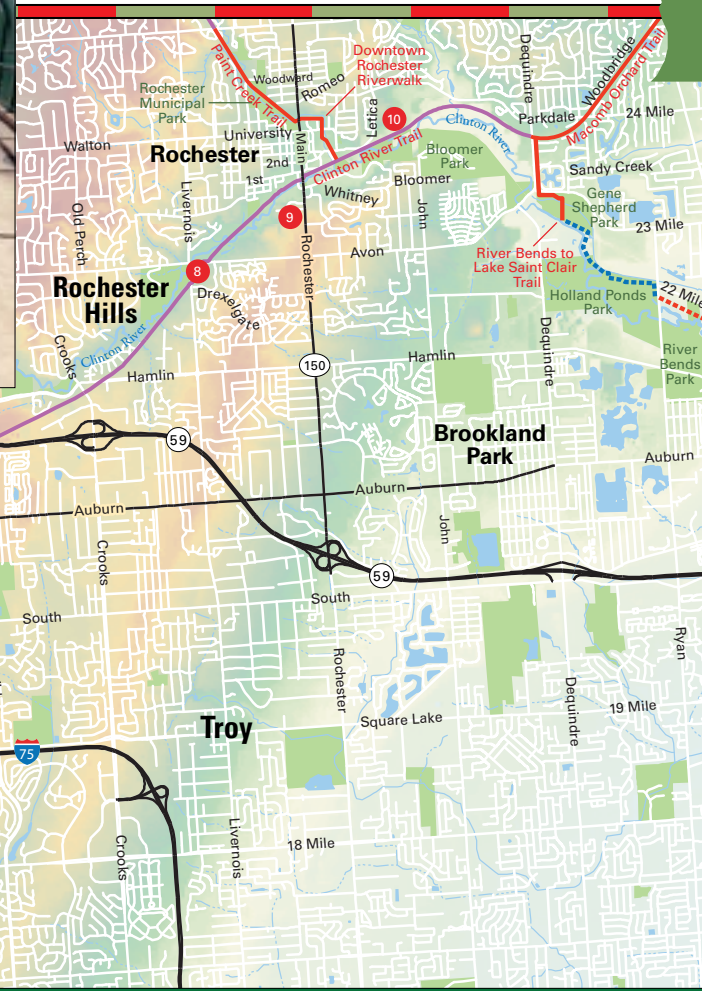 Downtown
Rochester
Riverwalk
Dequindre
Woodbridge
Macomb Orchard Trail
Paint Creek Trail
Woodward
Romeo
Rochester
Municipal
Park
Letica
10
Clinton River
Parkdale
24 Mile
University
Main
Walton
Rochester
2nd
Clinton River Trail
Bloomer
Park
Sandy Creek
1st
Whitney
Bloomer
Livernois
Old Perch
9
John
Gene
Shepherd
Park
23 Mile
Avon
Rochester
River Bends to
Lake Saint Clair
Trail
8
Rochester
Hills
Drexelgate
Holland Ponds
Park
22 Mile
Crooks
Clinton River
Dequindre
River
Bends
Park
Hamlin
150
Hamlin
59
Brookland
Park
Auburn
Auburn
Auburn
John
Crooks
59
South
South
Rochester
Ryan
Dequindre
19 Mile
Square Lake
Troy
75
Crooks
Livernois
18 Mile